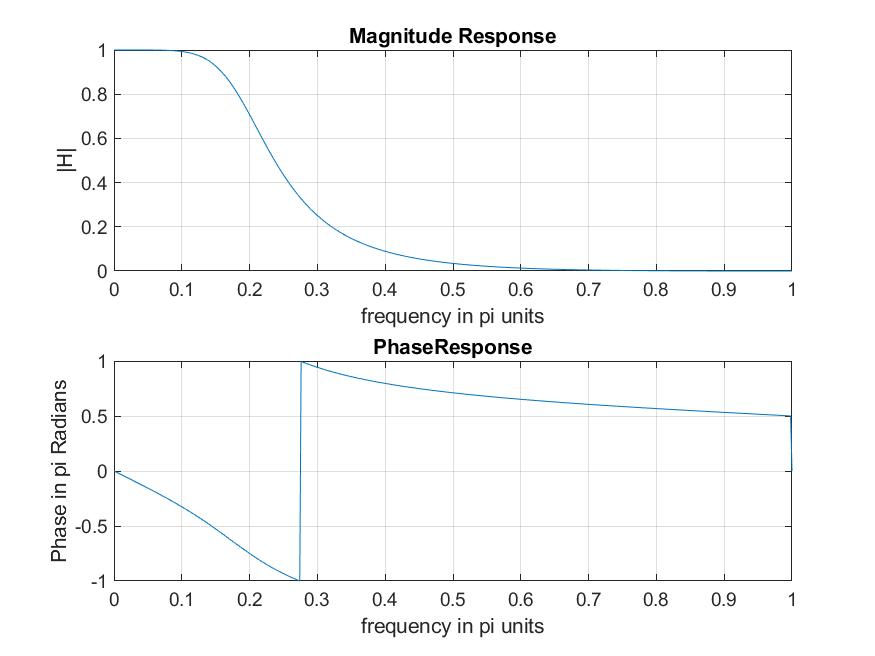 Magnitude Response
|H|
1
0.8
0.6
0.4
0.2
0
0 0.1 0.2 0.3 0.4 0.5 0.6 0.7 0.8 0.9 1
frequency in pi units
PhaseResponse
Phase in pi Radians
1
0.5
0
-0.5
-1
0 0.1 0.2 0.3 0.4 0.5 0.6 0.7 0.8 0.9 1
frequency in pi units